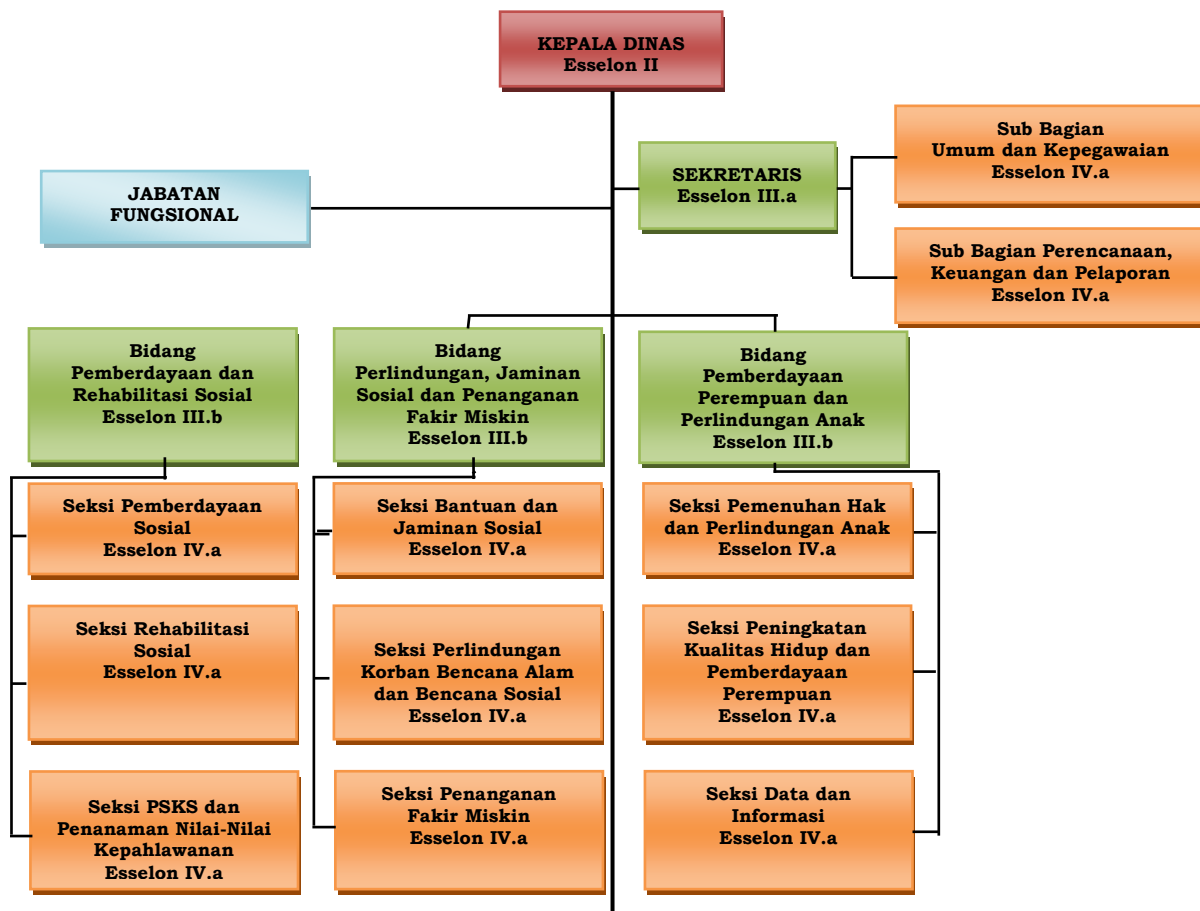 KEPALA DINAS
Esselon II
Sub Bagian
Umum dan Kepegawaian
Esselon IV.a
SEKRETARIS
Esselon III.a
JABATAN
FUNGSIONAL
Sub Bagian Perencanaan,
Keuangan dan Pelaporan
Esselon IV.a
Bidang
Pemberdayaan dan
Rehabilitasi Sosial
Esselon III.b
Bidang
Perlindungan, Jaminan
Sosial dan Penanganan
Fakir Miskin
Esselon III.b
Bidang
Pemberdayaan
Perempuan dan
Perlindungan Anak
Esselon III.b
Seksi Pemberdayaan
Sosial
Esselon IV.a
Seksi Bantuan dan
Jaminan Sosial
Esselon IV.a
Seksi Pemenuhan Hak
dan Perlindungan Anak
Esselon IV.a
Seksi Rehabilitasi
Sosial
Esselon IV.a
Seksi Perlindungan
Korban Bencana Alam
dan Bencana Sosial
Esselon IV.a
Seksi Peningkatan
Kualitas Hidup dan
Pemberdayaan
Perempuan
Esselon IV.a
Seksi PSKS dan
Penanaman Nilai-Nilai
Kepahlawanan
Esselon IV.a
Seksi Penanganan
Fakir Miskin
Esselon IV.a
Seksi Data dan
Informasi
Esselon IV.a